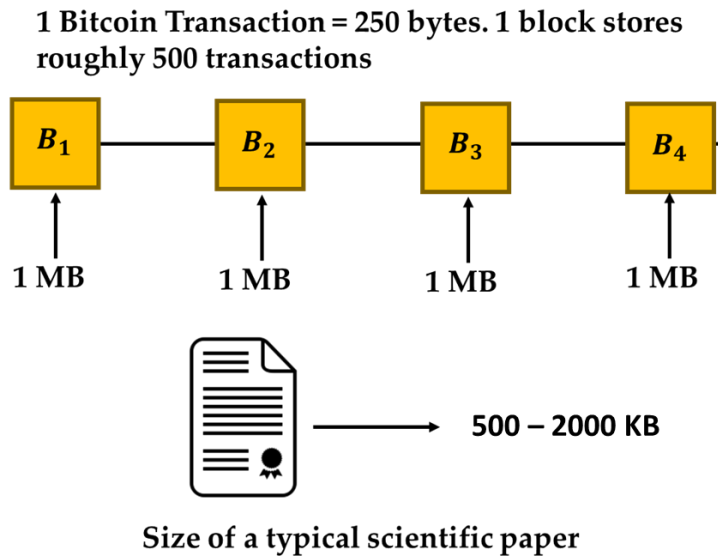 1 Bitcoin Transaction = 250 bytes. 1 block stores
roughly 500 transactions
B₁ B₂ B₃ B₄
1 MB 1 MB 1 MB 1 MB
500 – 2000 KB
Size of a typical scientific paper